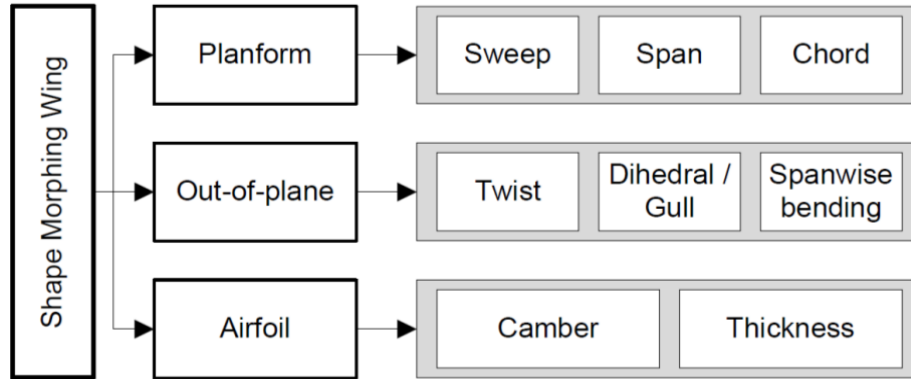 Shape Morphing Wing
Planform
Sweep
Span
Chord
Out-of-plane
Twist
Dihedral /
Gull
Spanwise
bending
Airfoil
Camber
Thickness